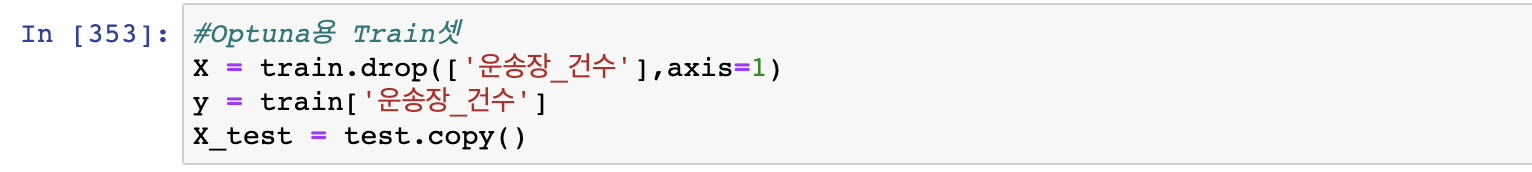 In [353]: #Optuna용 Train셋
X = train.drop(['운송장_건수'],axis=1)
y = train['운송장_건수']
X_test = test.copy()